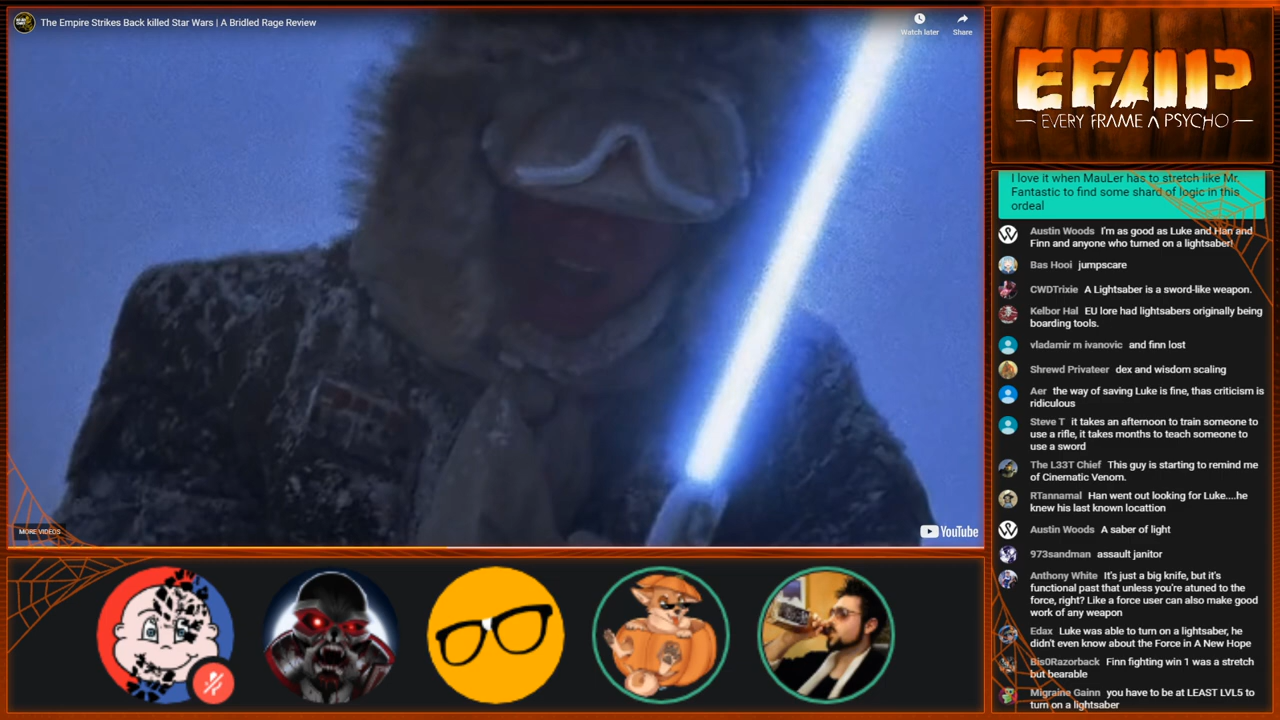 The Empire Strikes Back killed Star Wars | A Bridled Rage Review
Watch later
Share
MORE VIDEOS
YouTube
EFAP
EVERY FRAME A PSYCHO
I love it when MauLer has to stretch like Mr.
Fantastic to find some shard of logic in this
ordeal
Austin Woods I'm as good as Luke and Han and
Finn and anyone who turned on a lightsaber!
Bas Hooi jumpscare
CWDTrixie A Lightsaber is a sword-like weapon.
Kelbor Hal EU lore had lightsabers originally being
boarding tools.
vladamir m ivanovic and finn lost
Shrewd Privateer dex and wisdom scaling
Aer the way of saving Luke is fine, thas criticism is
ridiculous
Steve T it takes an afternoon to train someone to
use a rifle, it takes months to teach someone to
use a sword
The L33T Chief This guy is starting to remind me
of Cinematic Venom.
RTannamal Han went out looking for Luke....he
knew his last known locattion
Austin Woods A saber of light
973sandman assault janitor
Anthony White It's just a big knife, but it's
functional past that unless you're atuned to the
force, right? Like a force user can also make good
work of any weapon
Edax Luke was able to turn on a lightsaber, he
didn't even know about the Force in A New Hope
Bis0Razorback Finn fighting win 1 was a stretch
but bearable
Migraine Gainn you have to be at LEAST LVL5 to
turn on a lightsaber